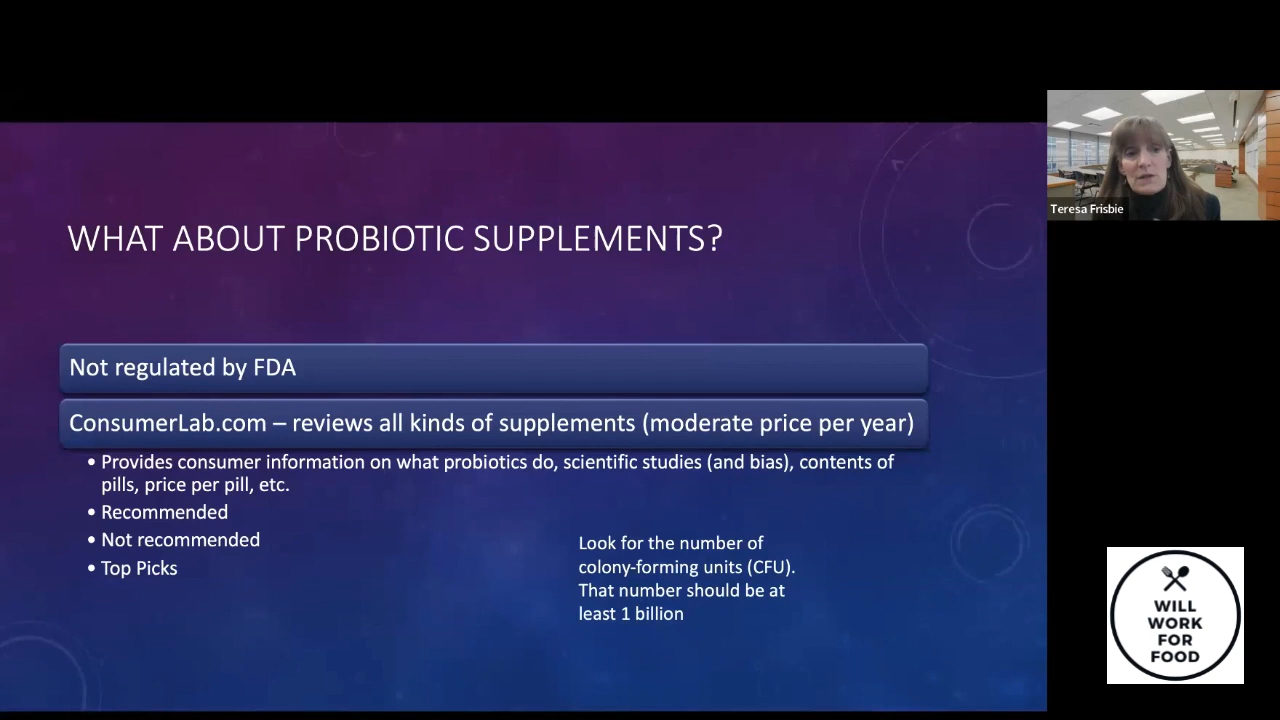 WHAT ABOUT PROBIOTIC SUPPLEMENTS?
Not regulated by FDA
ConsumerLab.com – reviews all kinds of supplements (moderate price per year)
• Provides consumer information on what probiotics do, scientific studies (and bias), contents of
pills, price per pill, etc.
• Recommended
• Not recommended
• Top Picks
Look for the number of
colony-forming units (CFU).
That number should be at
least 1 billion
Teresa Frisbie
WILL
WORK
FOR
FOOD